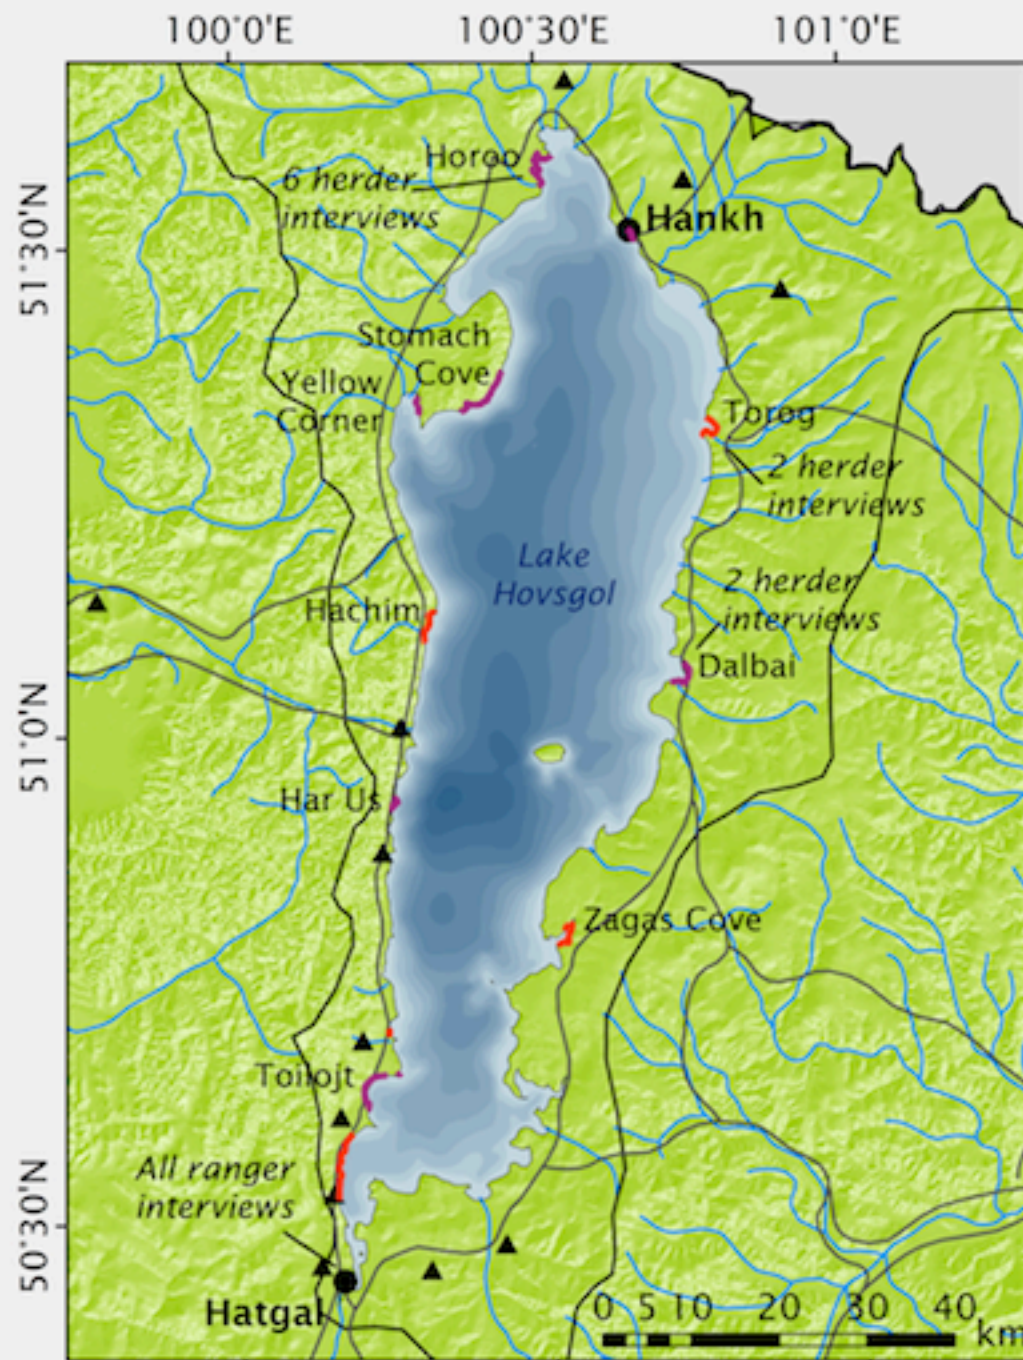 100°0'E
100°30'E
101°0'E
Horoo
6 herder
interviews
51°30'N
Hankh
Stomach
Cove
Yellow
Corner
Torog
2 herder
interviews
Lake
Hovsgol
2 herder
interviews
Hachim
Dalbai
51°0'N
Har Us
Zagas Cove
Toilojt
All ranger
interviews
50°30'N
Hatgal
0 5 10 20 30 40
km